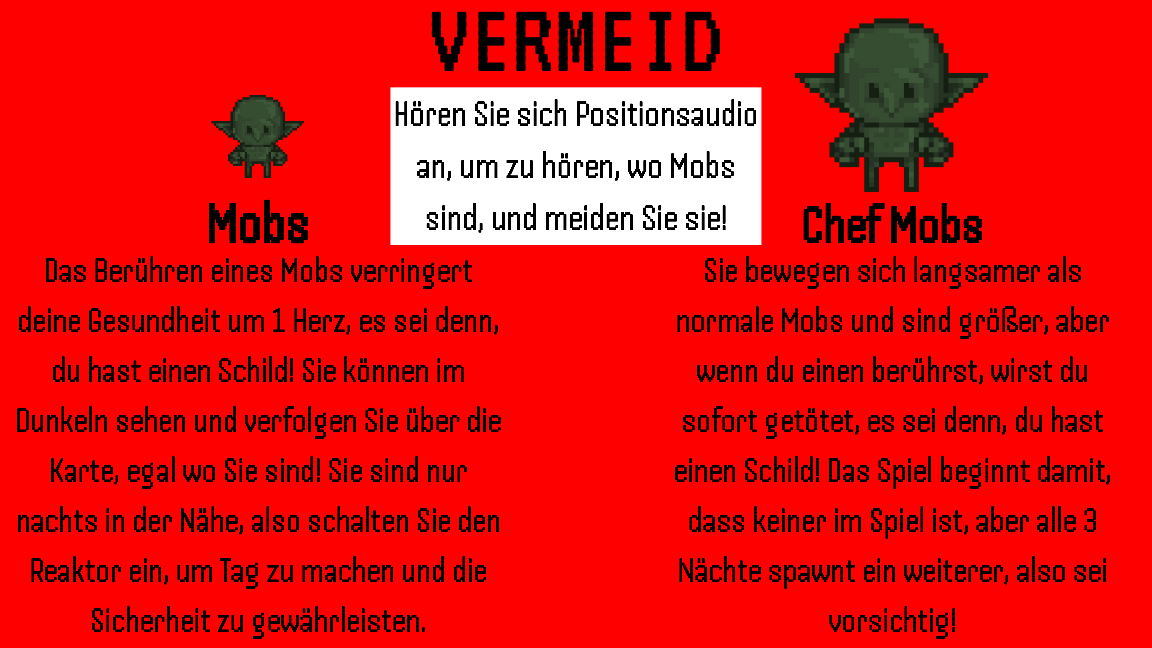 VERMEID
Hören Sie sich Positionsaudio
an, um zu hören, wo Mobs
sind, und meiden Sie sie!
Mobs
Das Berühren eines Mobs verringert
deine Gesundheit um 1 Herz, es sei denn,
du hast einen Schild! Sie können im
Dunkeln sehen und verfolgen Sie über die
Karte, egal wo Sie sind! Sie sind nur
nachts in der Nähe, also schalten Sie den
Reaktor ein, um Tag zu machen und die
Sicherheit zu gewährleisten.
Chef Mobs
Sie bewegen sich langsamer als
normale Mobs und sind größer, aber
wenn du einen berührst, wirst du
sofort getötet, es sei denn, du hast
einen Schild! Das Spiel beginnt damit,
dass keiner im Spiel ist, aber alle 3
Nächte spawnt ein weiterer, also sei
vorsichtig!